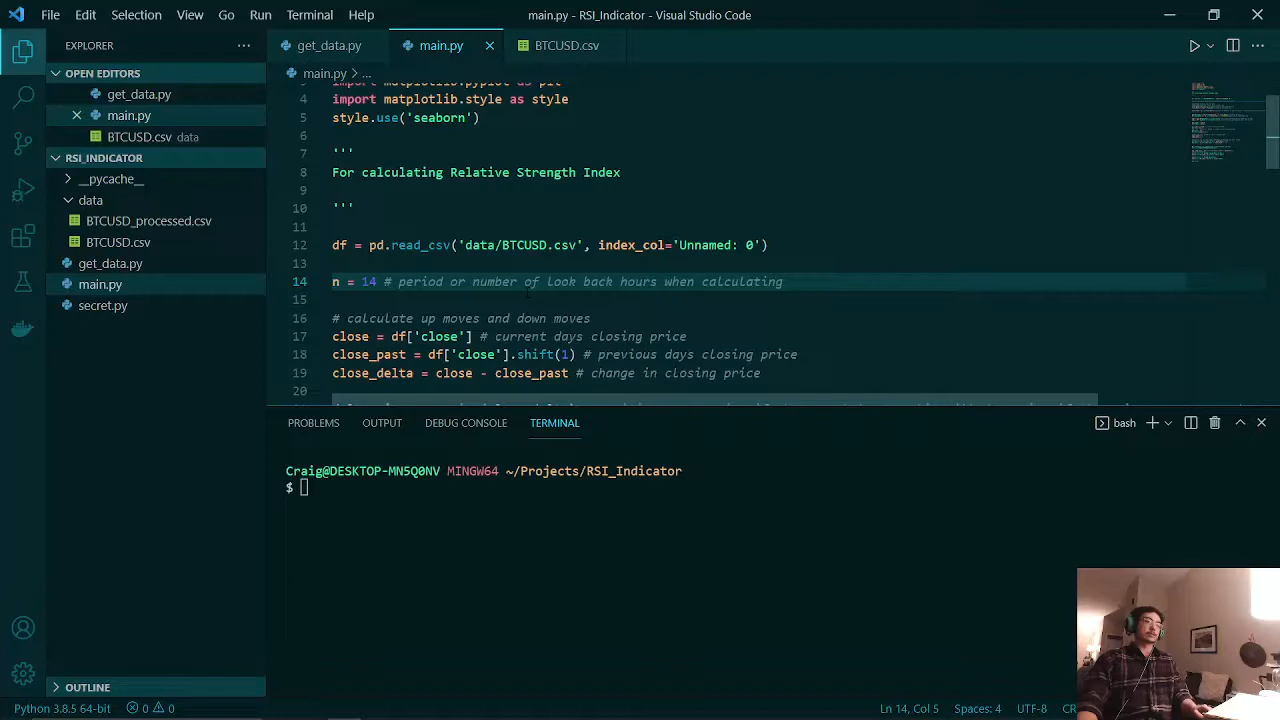 File Edit Selection View Go Run Terminal Help
main.py - RSI_Indicator - Visual Studio Code
EXPLORER
OPEN EDITORS
get_data.py
main.py
BTCUSD.csv data
RSI_INDICATOR
__pycache__
data
BTCUSD_processed.csv
BTCUSD.csv
get_data.py
main.py
secret.py
OUTLINE
get_data.py
main.py
BTCUSD.csv
main.py > ...
import matplotlib.pyplot as plt
4 import matplotlib.style as style
5 style.use('seaborn')
6
7 '''
8 For calculating Relative Strength Index
9
10 '''
11
12 df = pd.read_csv('data/BTCUSD.csv', index_col='Unnamed: 0')
13
14 n = 14 # period or number of look back hours when calculating
15
16 # calculate up moves and down moves
17 close = df['close'] # current days closing price
18 close_past = df['close'].shift(1) # previous days closing price
19 close_delta = close - close_past # change in closing price
20
PROBLEMS OUTPUT DEBUG CONSOLE TERMINAL
bash
Craig@DESKTOP-MN5Q0NV MINGW64 ~/Projects/RSI_Indicator
$
Python 3.8.5 64-bit 0 0
Ln 14, Col 5 Spaces: 4 UTF-8